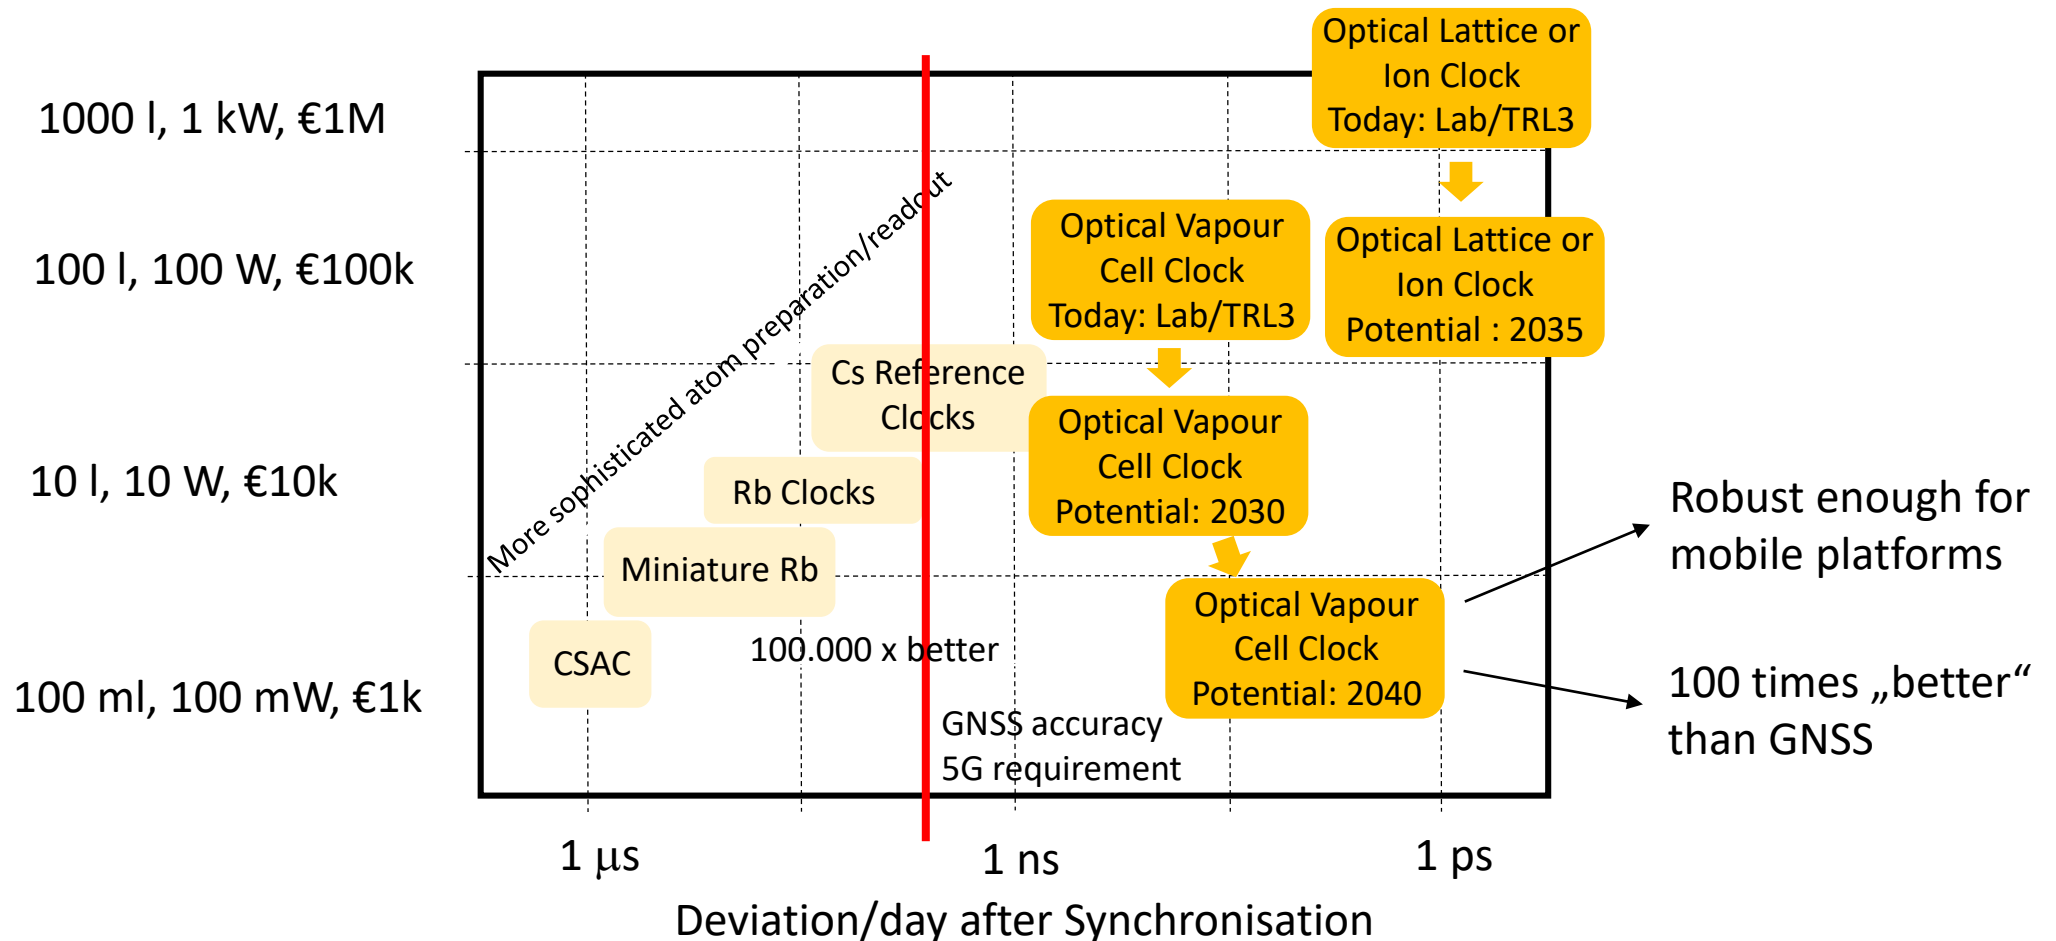 Optical Lattice or
Ion Clock
Today: Lab/TRL3
1000 l, 1 kW, €1M
More sophisticated atom preparation/readout
Optical Vapour
Cell Clock
Today: Lab/TRL3
Optical Lattice or
Ion Clock
Potential : 2035
100 l, 100 W, €100k
Cs Reference
Clocks
Optical Vapour
Cell Clock
Potential: 2030
10 l, 10 W, €10k
Rb Clocks
Robust enough for
mobile platforms
Miniature Rb
Optical Vapour
Cell Clock
Potential: 2040
100.000 x better
CSAC
100 ml, 100 mW, €1k
100 times „better“
than GNSS
GNSS accuracy
5G requirement
1 μs
1 ns
1 ps
Deviation/day after Synchronisation